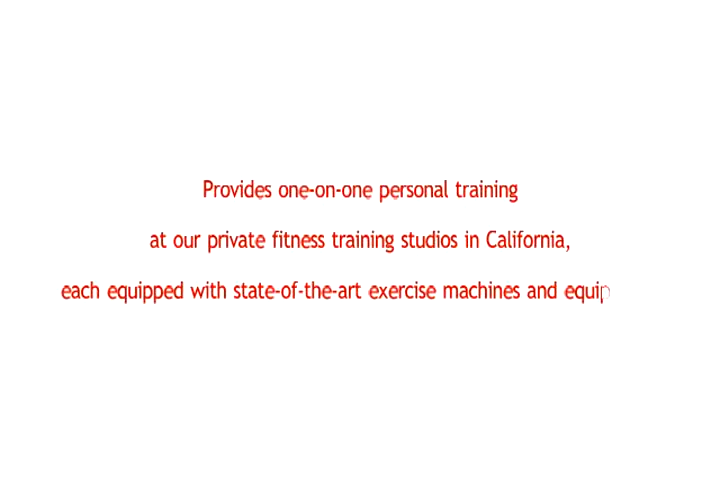 Provides one-on-one personal training
at our private fitness training studios in California,
each equipped with state-of-the-art exercise machines and